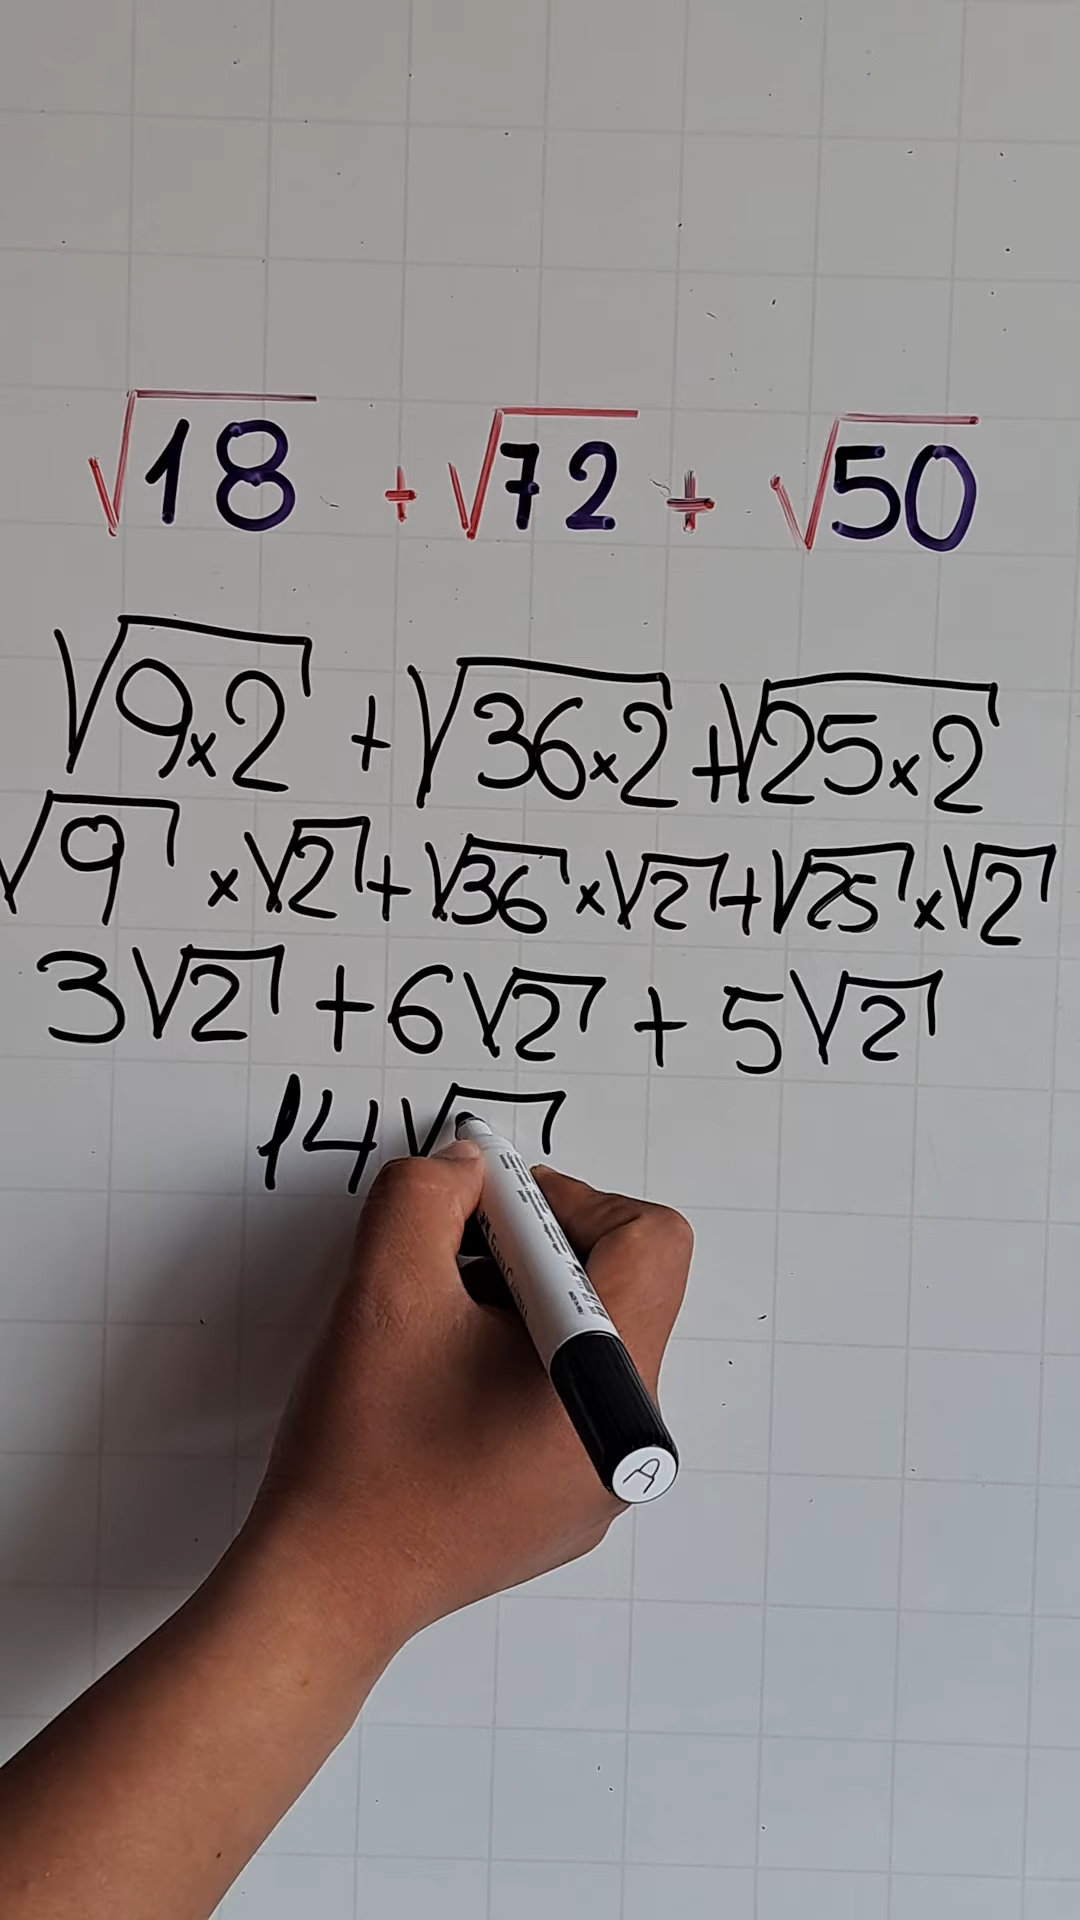 √18 + √72 + √50
√9×2 + √36×2 + √25×2
√9 × √2 + √36 × √2 + √25 × √2
3√2 + 6√2 + 5√2
14√
A